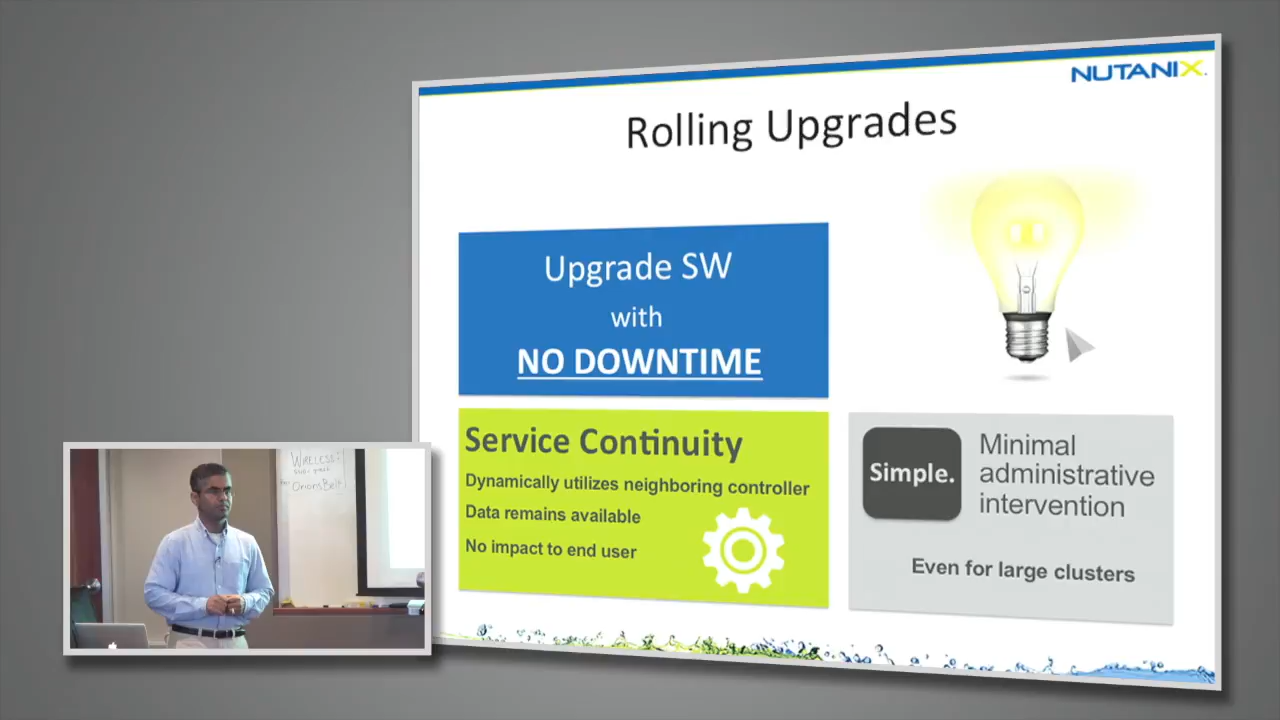 NUTANIX
Rolling Upgrades
Upgrade SW
with
NO DOWNTIME
Service Continuity
Dynamically utilizes neighboring controller
Data remains available
No impact to end user
Simple.
Minimal
administrative
intervention
Even for large clusters
WIRELESS: